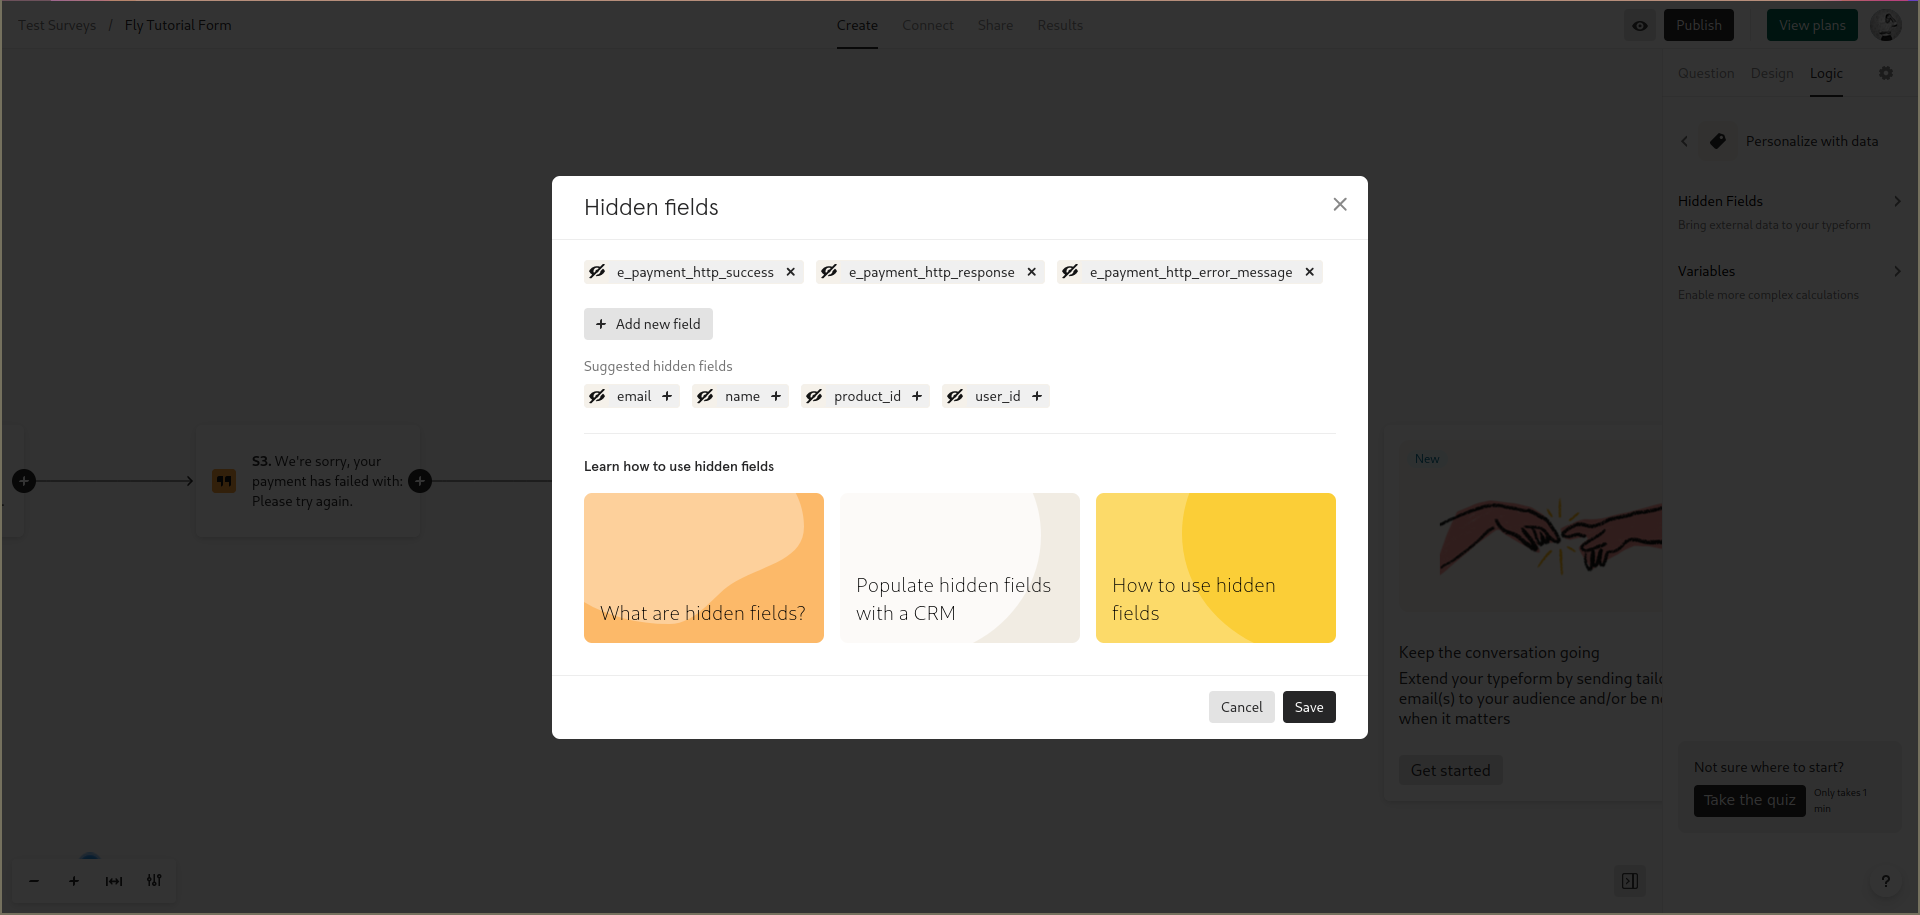 Test Surveys / Fly Tutorial Form
Create Connect Share Results
Publish
View plans
Question Design Logic
Personalize with data
Hidden Fields
Bring external data to your typeform
Variables
Enable more complex calculations
Hidden fields
e_payment_http_success
e_payment_http_response
e_payment_http_error_message
+ Add new field
Suggested hidden fields
email +
name +
product_id +
user_id +
Learn how to use hidden fields
What are hidden fields?
Populate hidden fields
with a CRM
How to use hidden
fields
Cancel
Save
S3. We're sorry, your
payment has failed with:
Please try again.
New
Keep the conversation going
Extend your typeform by sending tailo
email(s) to your audience and/or be no
when it matters
Get started
Not sure where to start?
Take the quiz
Only takes 1
min
?